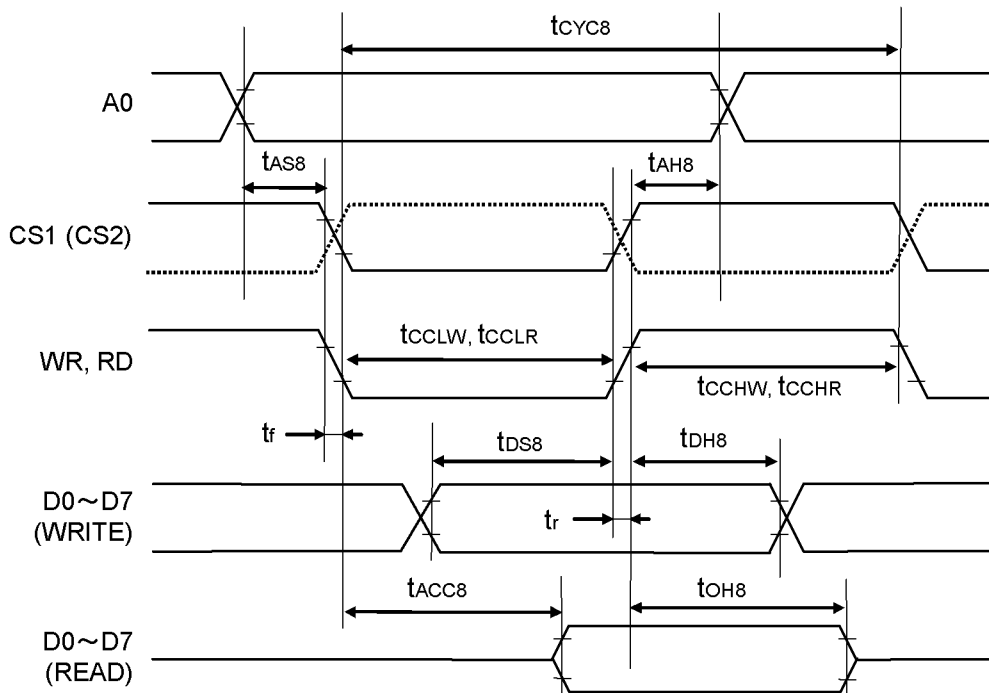 tCYC8
A0
tAS8
tAH8
CS1 (CS2)
tCCLW, tCCLR
WR, RD
tCCHW, tCCHR
tf
tDS8
tDH8
D0～D7
(WRITE)
tr
tACC8
tOH8
D0～D7
(READ)